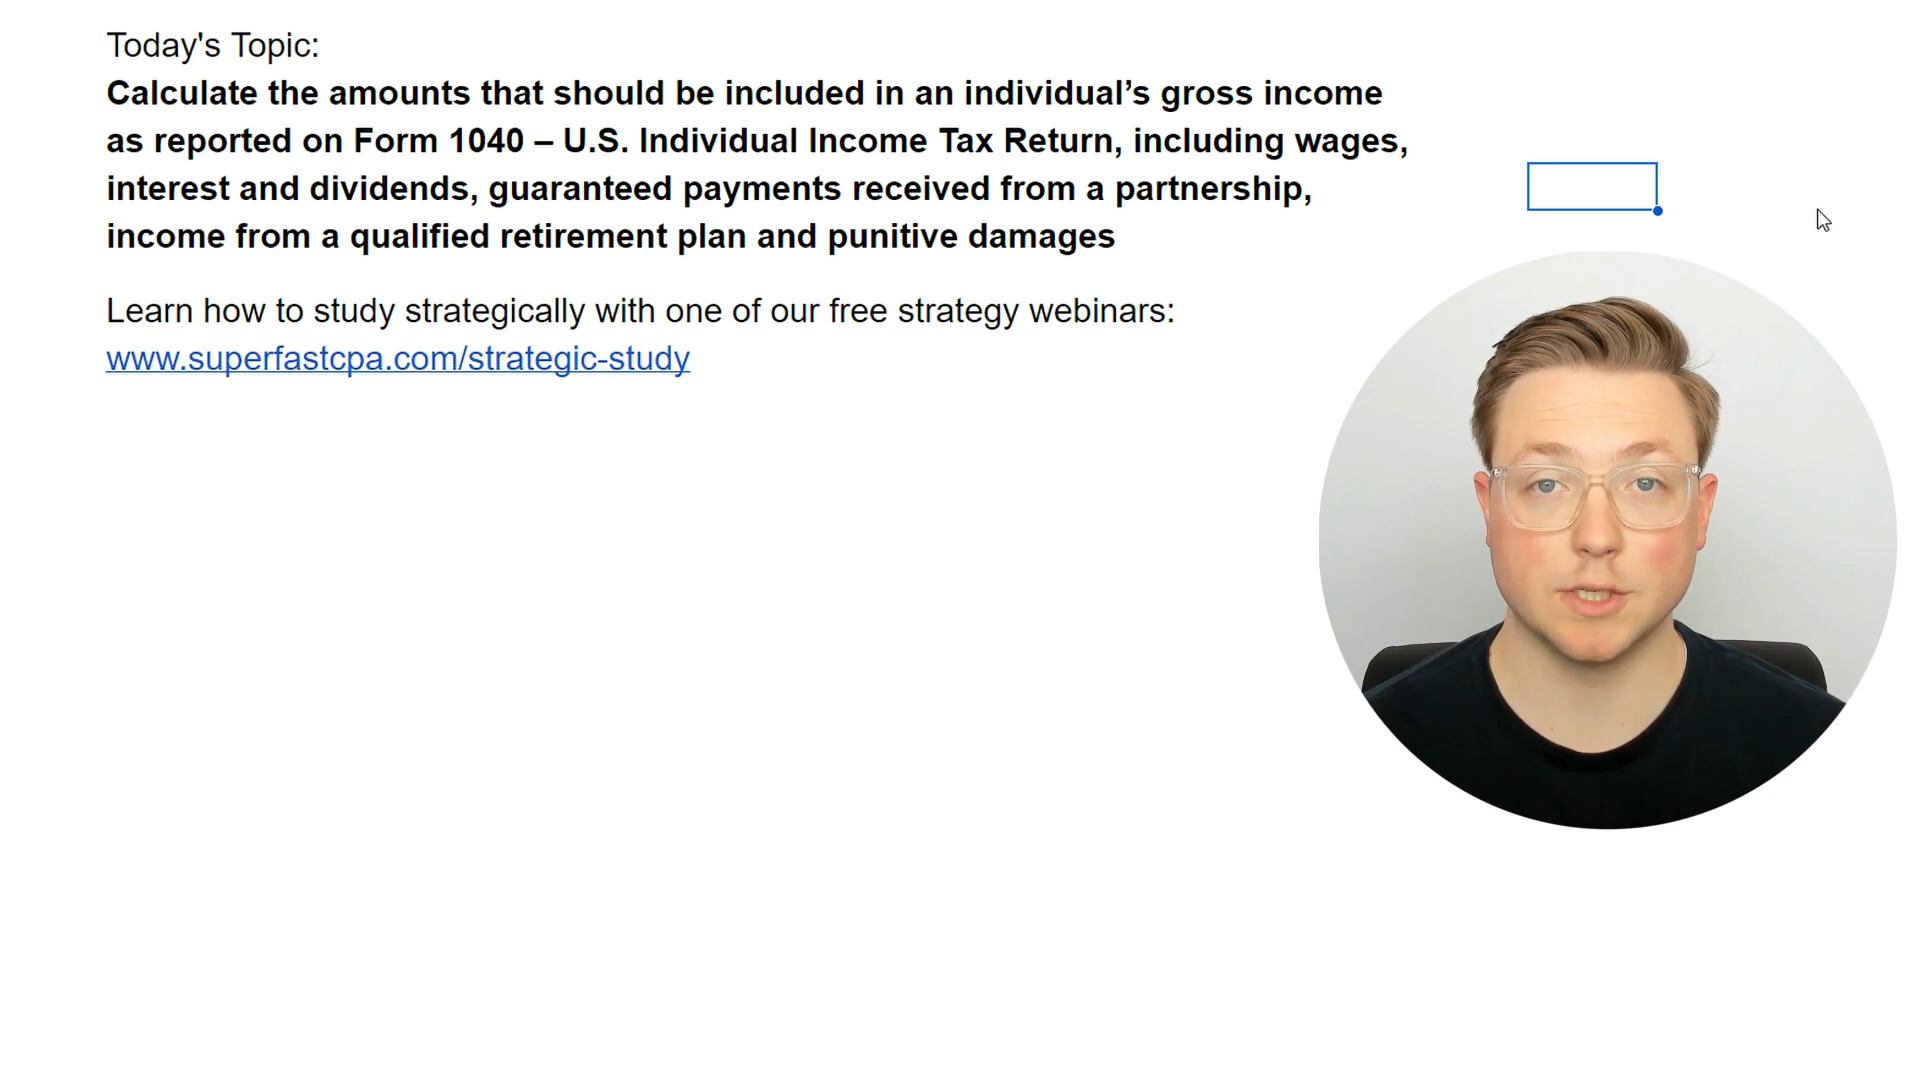 Today's Topic:
Calculate the amounts that should be included in an individual’s gross income
as reported on Form 1040 – U.S. Individual Income Tax Return, including wages,
interest and dividends, guaranteed payments received from a partnership,
income from a qualified retirement plan and punitive damages
Learn how to study strategically with one of our free strategy webinars:
www.superfastcpa.com/strategic-study